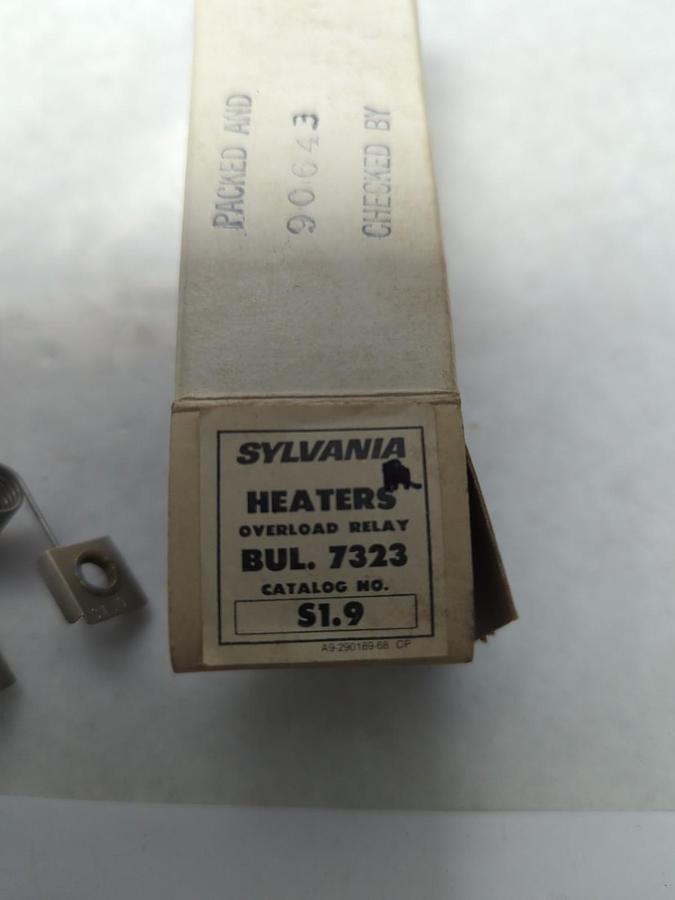 PACKED AND
90643
CHECKED BY
SYLVANIA
HEATERS
OVERLOAD RELAY
BUL. 7323
CATALOG NO.
S1.9
A9-290189-68 CP